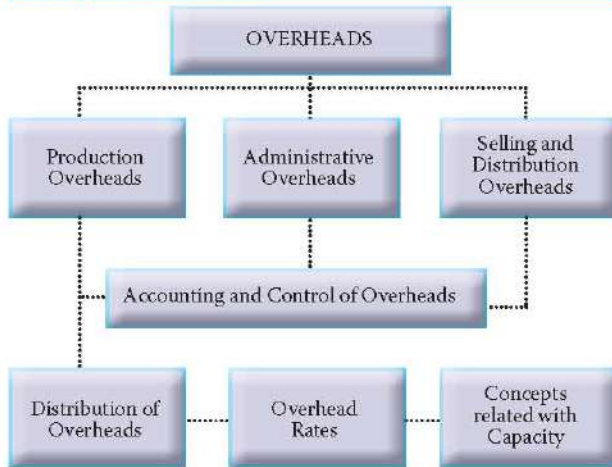 OVERHEADS
Production
Overheads
Administrative
Overheads
Selling and
Distribution
Overheads
Accounting and Control of Overheads
Distribution of
Overheads
Overhead
Rates
Concepts
related with
Capacity